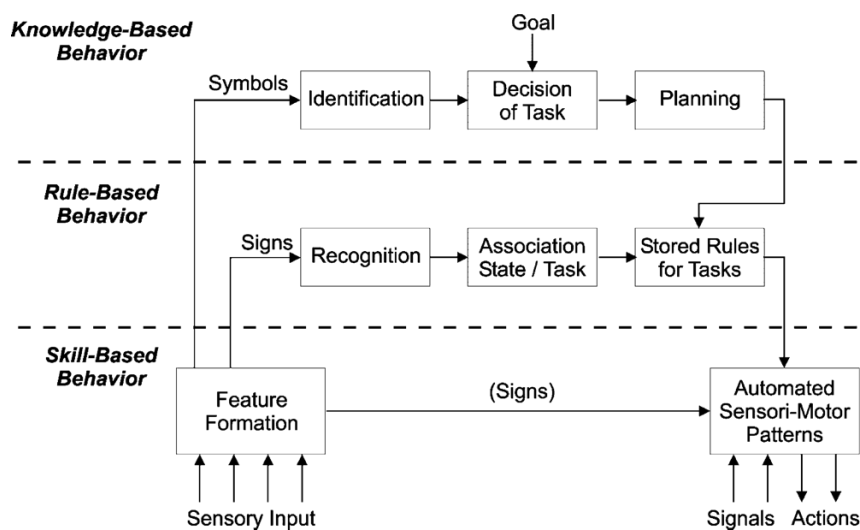 Knowledge-Based
Behavior
Goal
Symbols
Identification
Decision
of Task
Planning
Rule-Based
Behavior
Signs
Recognition
Association
State / Task
Stored Rules
for Tasks
Skill-Based
Behavior
Feature
Formation
(Signs)
Automated
Sensori-Motor
Patterns
Sensory Input
Signals
Actions